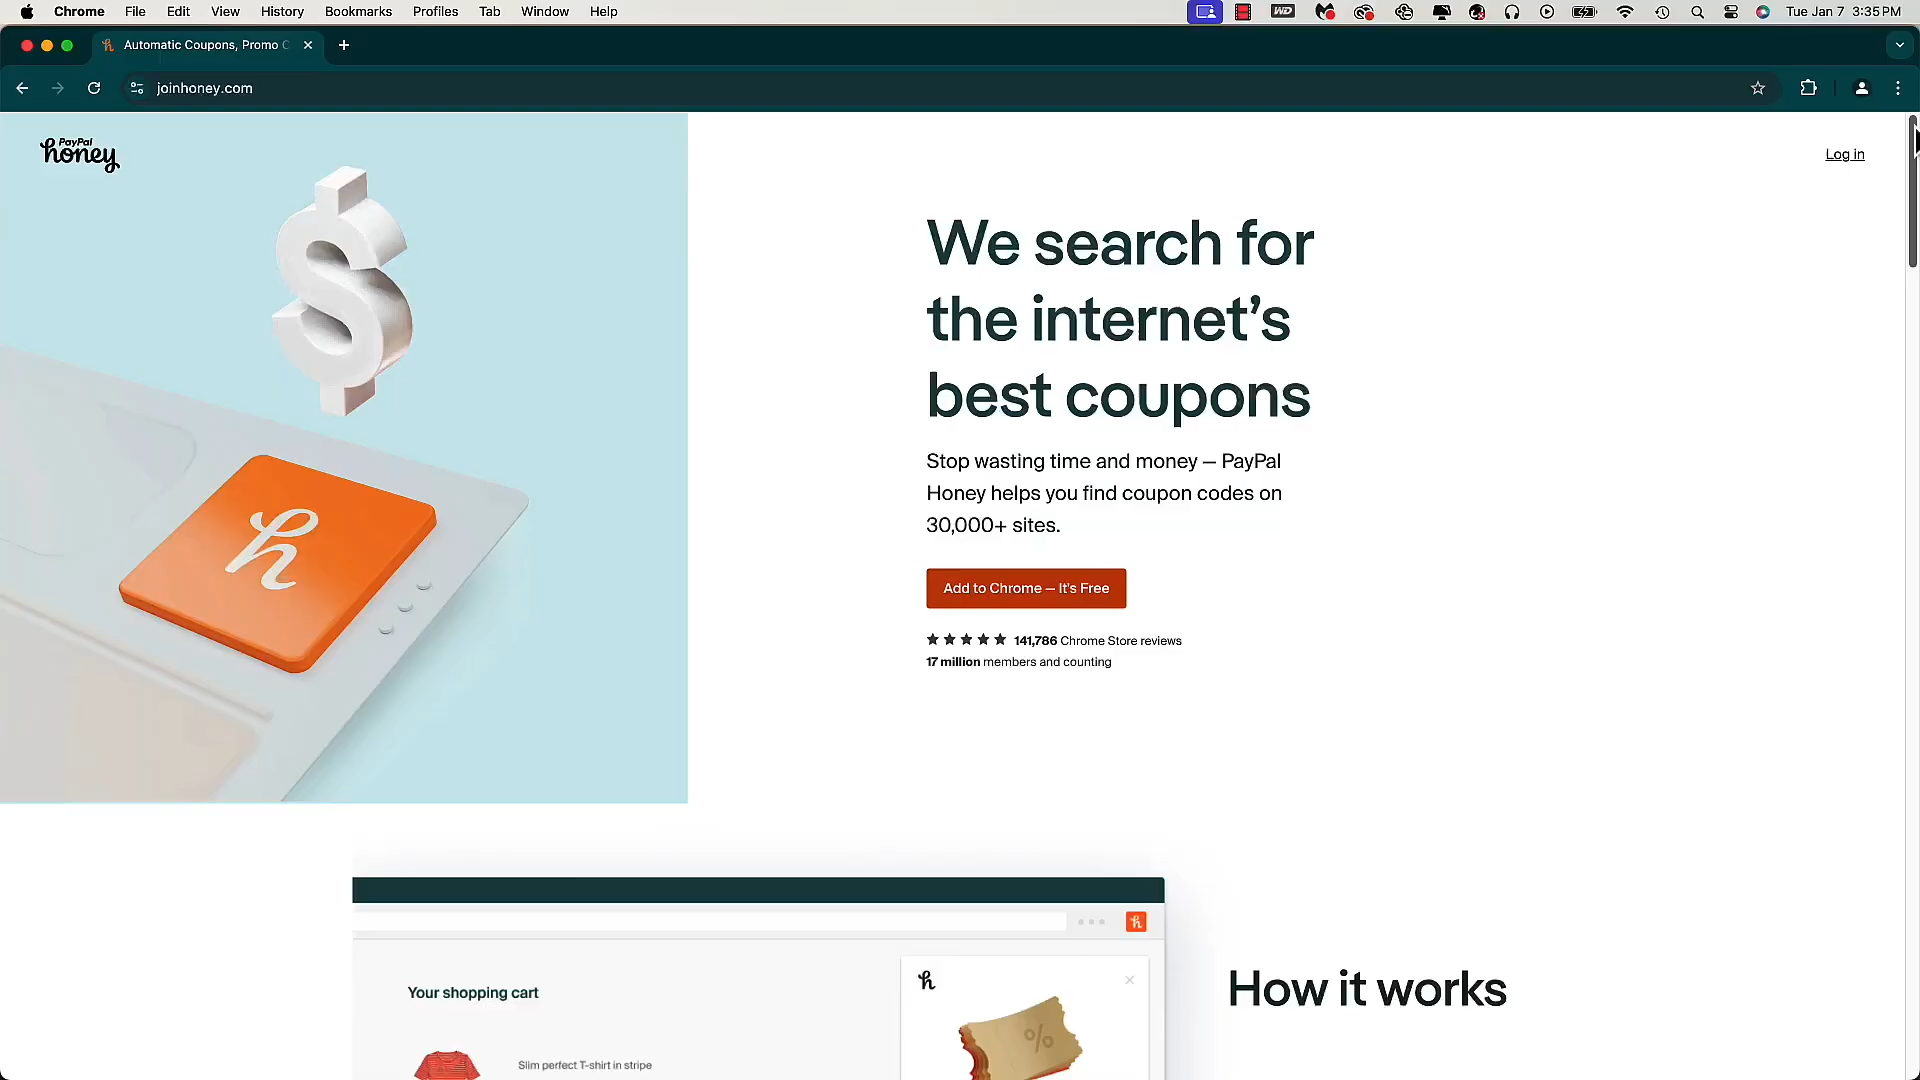 Chrome File Edit View History Bookmarks Profiles Tab Window Help
WD
Tue Jan 7 3:35 PM
Automatic Coupons, Promo C
joinhoney.com
PayPal
honey
Log in
We search for
the internet's
best coupons
Stop wasting time and money — PayPal
Honey helps you find coupon codes on
30,000+ sites.
Add to Chrome — It's Free
141,786 Chrome Store reviews
17 million members and counting
$
h
h
Your shopping cart
h
%
How it works
Slim perfect T-shirt in stripe